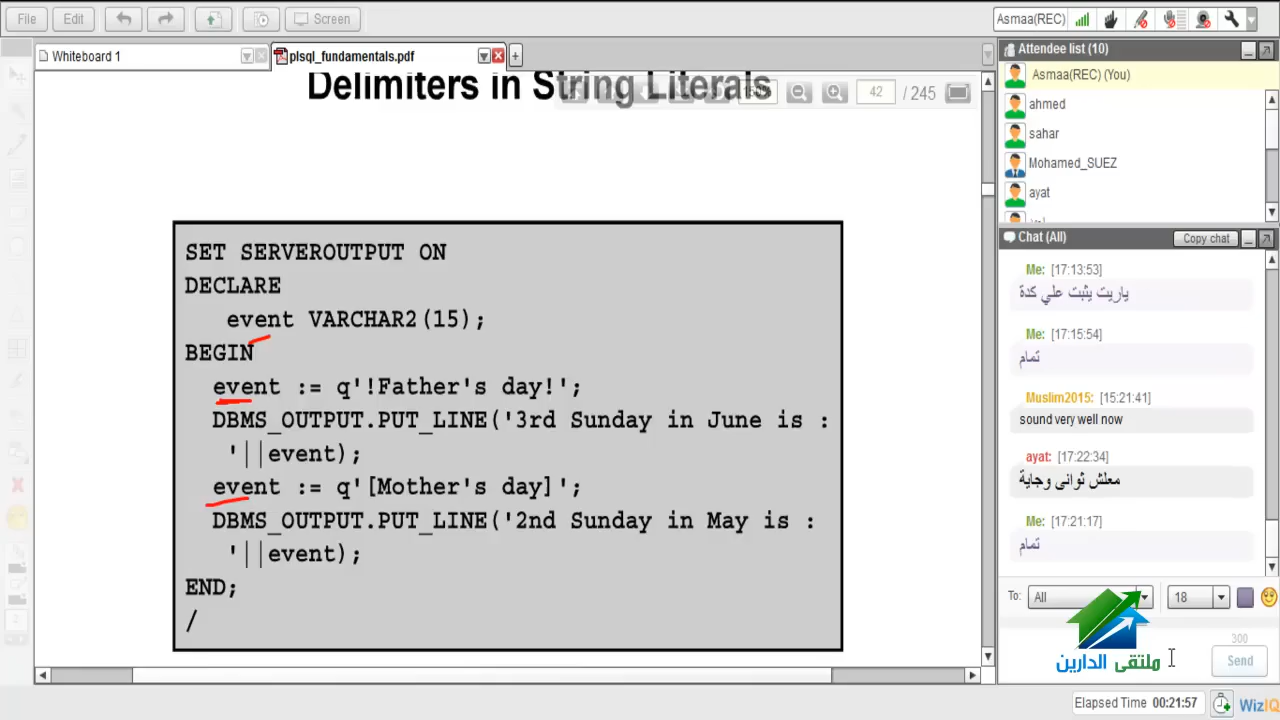 File Edit Screen
Asmaa(REC)
Whiteboard 1
plsql_fundamentals.pdf
Delimiters in String Literals
42 / 245
SET SERVEROUTPUT ON
DECLARE
event VARCHAR2(15);
BEGIN
event := q'!Father's day!';
DBMS_OUTPUT.PUT_LINE('3rd Sunday in June is :
'||event);
event := q'[Mother's day]';
DBMS_OUTPUT.PUT_LINE('2nd Sunday in May is :
'||event);
END;
/
Attendee list (10)
Asmaa(REC) (You)
ahmed
sahar
Mohamed_SUEZ
ayat
Chat (All)
Copy chat
Me: [17:13:53]
ياريت يثبت علي كدة
Me: [17:15:54]
تمام
Muslim2015: [15:21:41]
sound very well now
ayat: [17:22:34]
معلش ثوانى وجاية
Me: [17:21:17]
تمام
To: All 18
ملتقى الدارين
300
Send
Elapsed Time 00:21:57
WizIQ